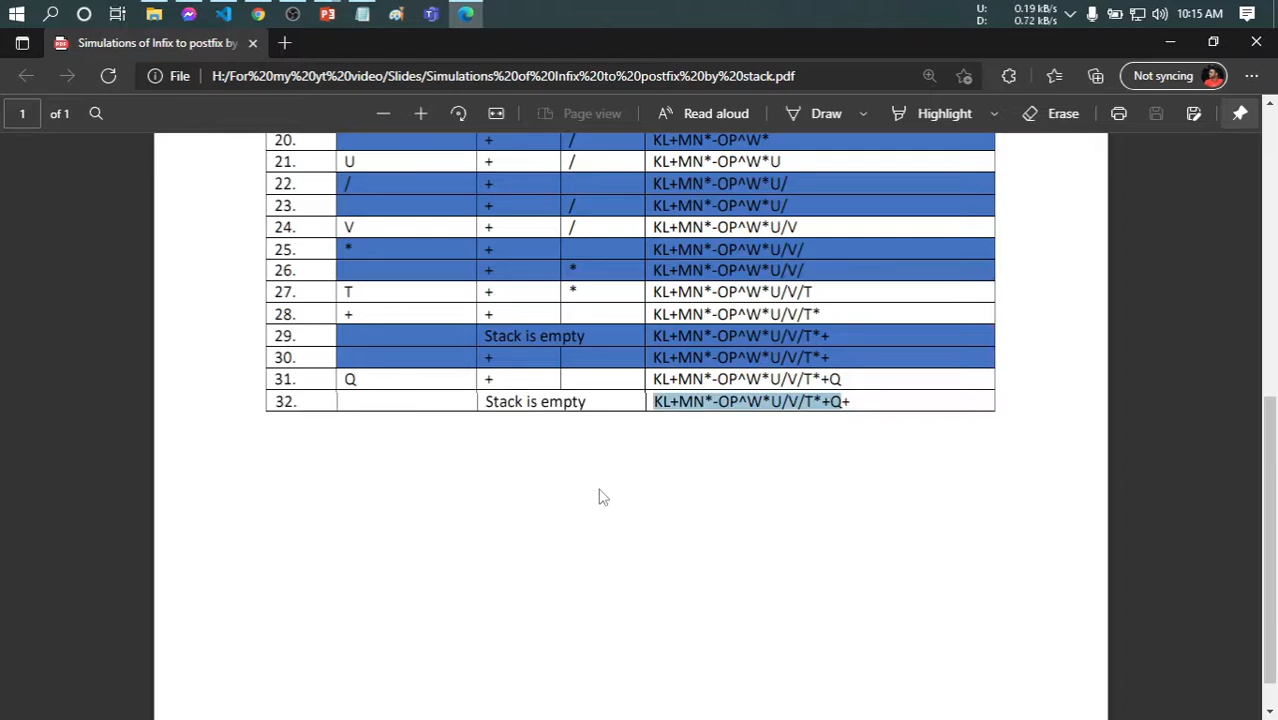 U: 0.19 kB/s
D: 0.72 kB/s
10:15 AM
Simulations of Infix to postfix by
File H:/For%20my%20yt%20video/Slides/Simulations%20of%20Infix%20to%20postfix%20by%20stack.pdf
Not syncing
1 of 1 Page view Read aloud Draw Highlight Erase
20. + / KL+MN*-OP^W*
21. U + / KL+MN*-OP^W*U
22. / + KL+MN*-OP^W*U/
23. + / KL+MN*-OP^W*U/
24. V + / KL+MN*-OP^W*U/V
25. * + KL+MN*-OP^W*U/V/
26. + * KL+MN*-OP^W*U/V/
27. T + * KL+MN*-OP^W*U/V/T
28. + + KL+MN*-OP^W*U/V/T*
29. Stack is empty KL+MN*-OP^W*U/V/T*+
30. + KL+MN*-OP^W*U/V/T*+
31. Q + KL+MN*-OP^W*U/V/T*+Q
32. Stack is empty KL+MN*-OP^W*U/V/T*+Q+